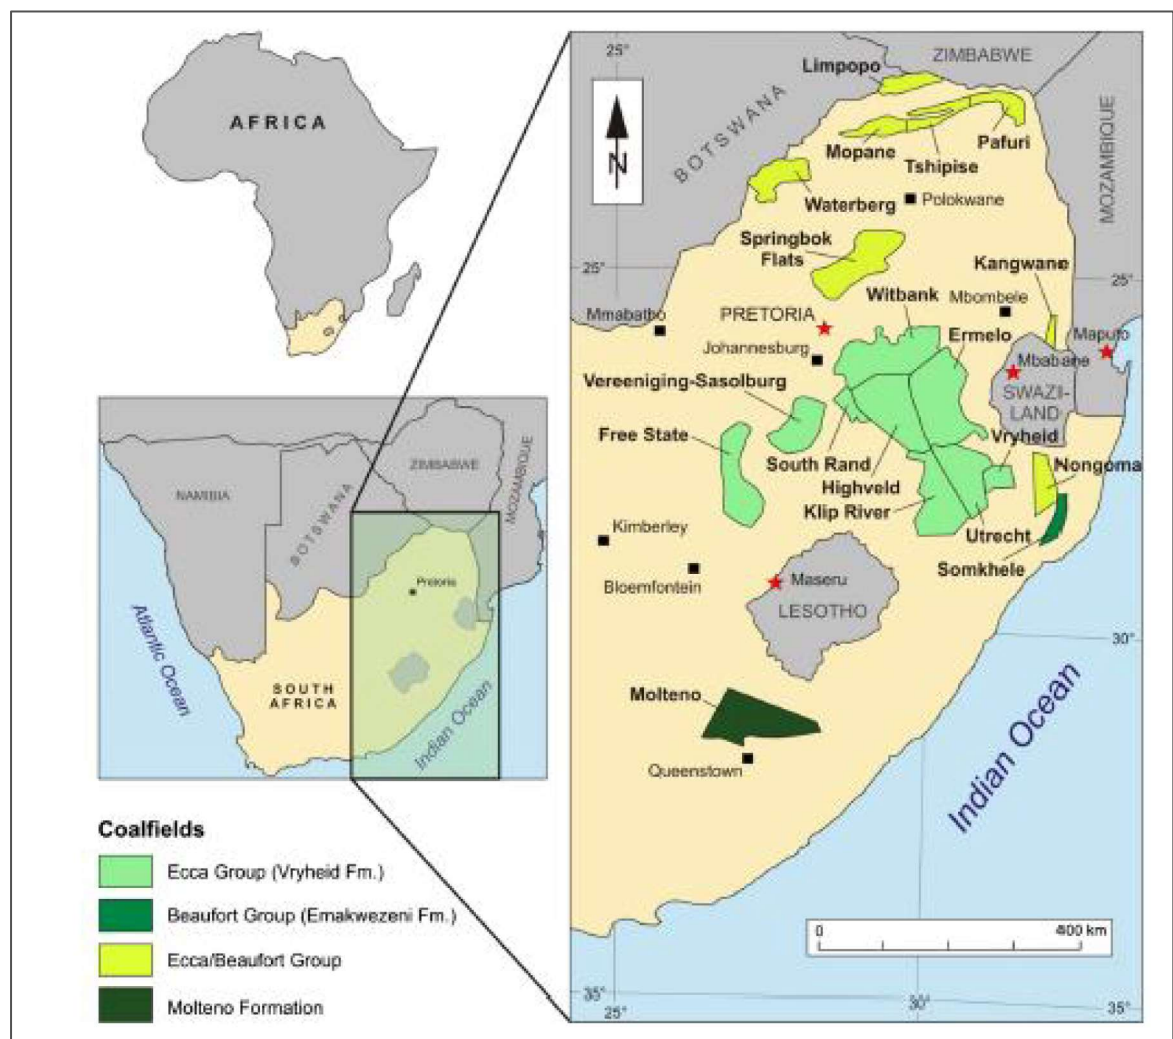 AFRICA
NAMIBIA
BOTSWANA
ZIMBABWE
MOZAMBIQUE
Pretoria
SOUTH
AFRICA
Atlantic Ocean
Indian Ocean
Coalfields
Ecca Group (Vryheid Fm.)
Beaufort Group (Emakwezeni Fm.)
Ecca/Beaufort Group
Molteno Formation
25°
ZIMBABWE
Limpopo
BOTSWANA
N
MOZAMBIQUE
Mopane
Tshipise
Pafuri
Waterberg
Polokwane
Springbok
Flats
25°
Kangwane
25°
Witbank
Mbombele
Mmabatho
PRETORIA
Ermelo
Maputo
Johannesburg
Mbabane
Vereeniging-Sasolburg
SWAZI-
LAND
Free State
Vryheid
South Rand
Nongoma
Highveld
Klip River
Kimberley
Utrecht
Somkhele
Bloemfontein
Maseru
LESOTHO
30°
Molteno
Indian Ocean
Queenstown
0
400 km
35°
25°
30°
35°